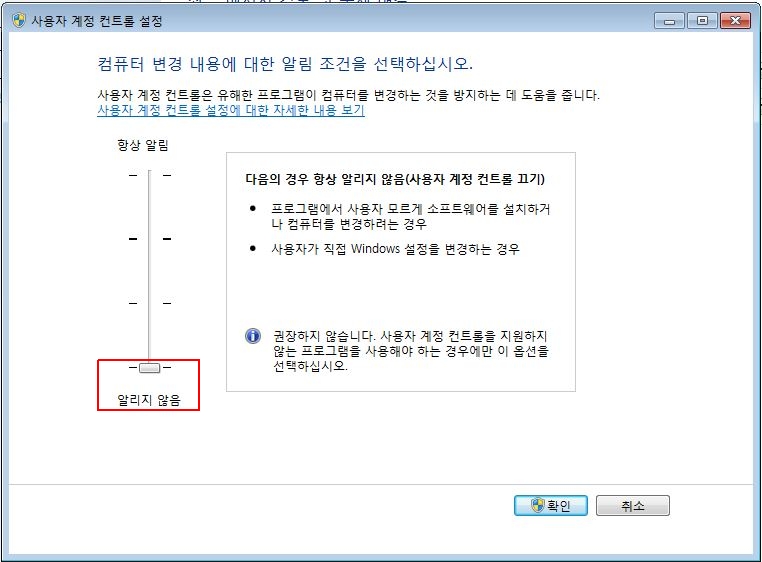 사용자 계정 컨트롤 설정
컴퓨터 변경 내용에 대한 알림 조건을 선택하십시오.
사용자 계정 컨트롤은 유해한 프로그램이 컴퓨터를 변경하는 것을 방지하는 데 도움을 줍니다.
사용자 계정 컨트롤 설정에 대한 자세한 내용 보기
항상 알림
다음의 경우 항상 알리지 않음(사용자 계정 컨트롤 끄기)
• 프로그램에서 사용자 모르게 소프트웨어를 설치하거
나 컴퓨터를 변경하려는 경우
• 사용자가 직접 Windows 설정을 변경하는 경우
권장하지 않습니다. 사용자 계정 컨트롤을 지원하지
않는 프로그램을 사용해야 하는 경우에만 이 옵션을
선택하십시오.
알리지 않음
확인
취소